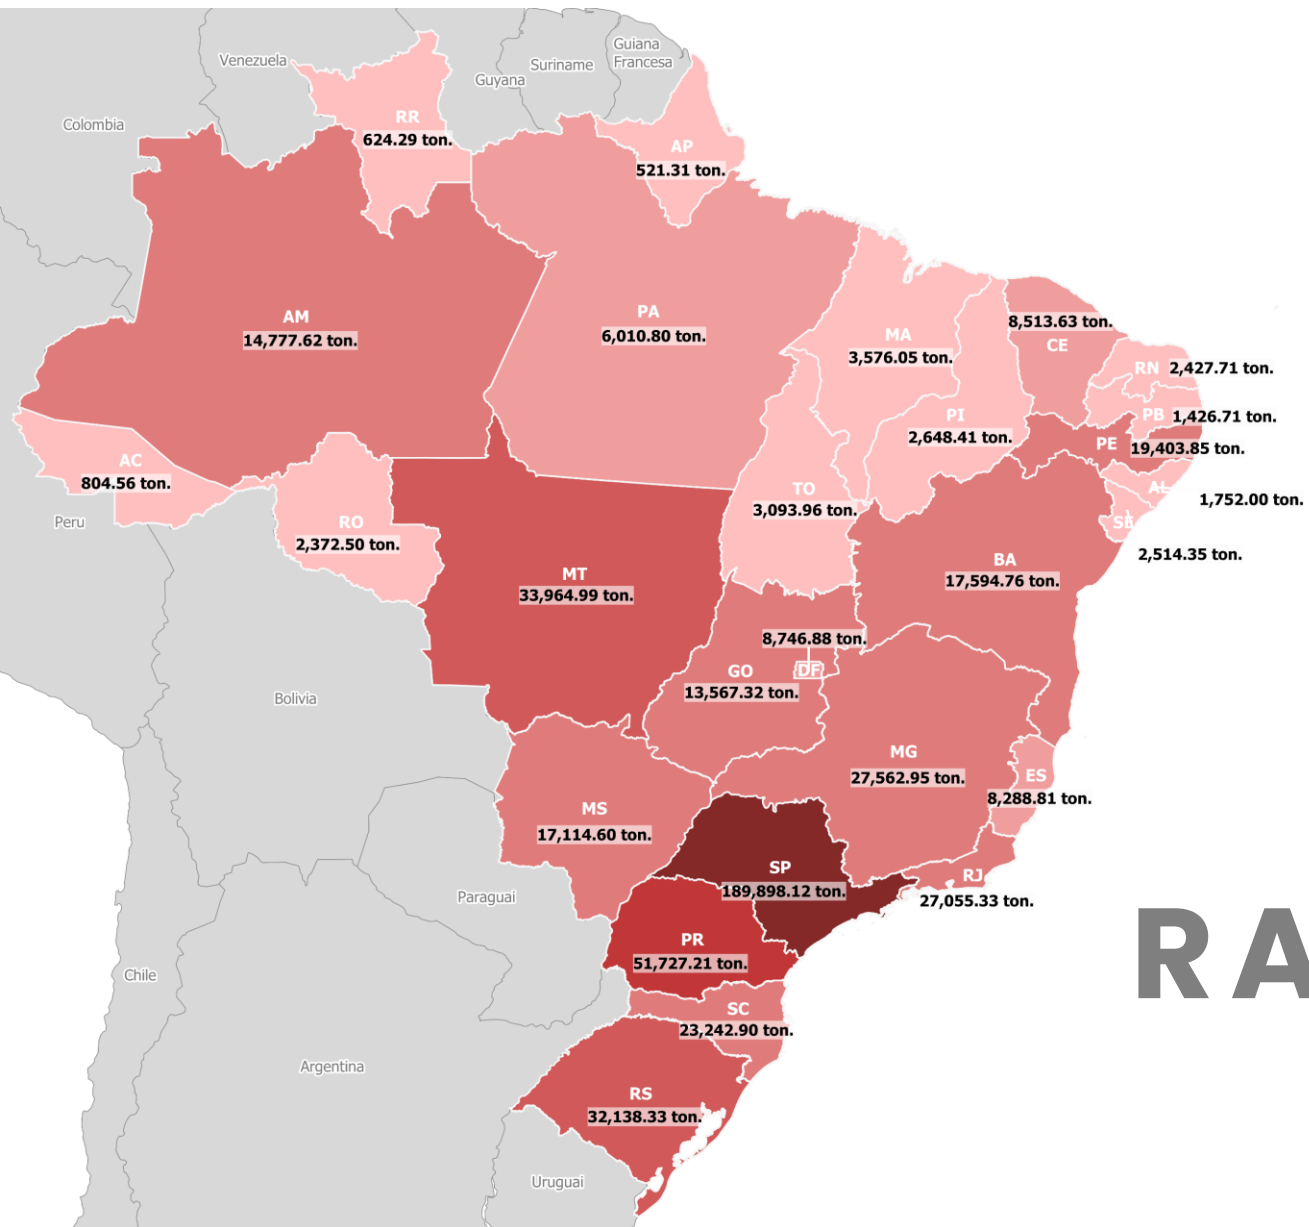 Guiana
Francesa
Venezuela
Suriname
Guyana
Colombia
RR
624.29 ton.
AP
521.31 ton.
AM
14,777.62 ton.
PA
6,010.80 ton.
MA
3,576.05 ton.
8,513.63 ton.
CE
RN
2,427.71 ton.
PB
1,426.71 ton.
PI
2,648.41 ton.
PE
19,403.85 ton.
AC
804.56 ton.
TO
3,093.96 ton.
AL
1,752.00 ton.
Peru
RO
2,372.50 ton.
SE
2,514.35 ton.
MT
33,964.99 ton.
BA
17,594.76 ton.
8,746.88 ton.
DF
GO
13,567.32 ton.
Bolivia
MG
27,562.95 ton.
ES
8,288.81 ton.
MS
17,114.60 ton.
SP
189,898.12 ton.
RJ
27,055.33 ton.
Paraguai
PR
51,727.21 ton.
RA
Chile
SC
23,242.90 ton.
Argentina
RS
32,138.33 ton.
Uruguai